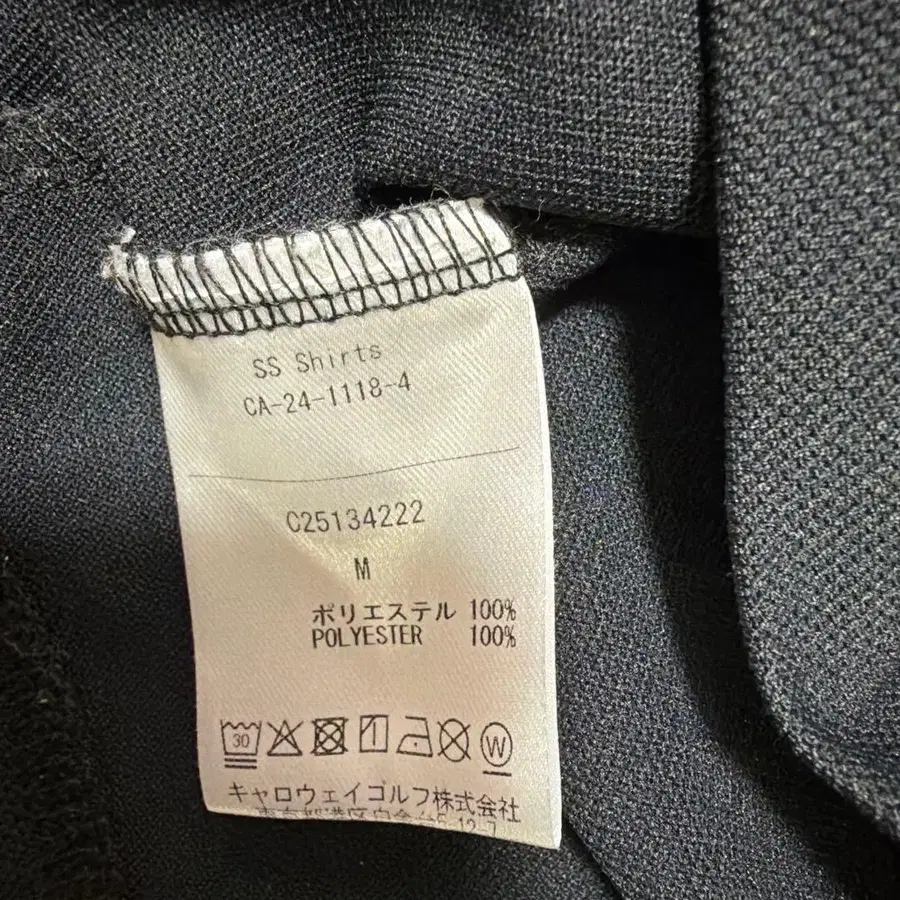 SS Shirts
CA-24-1118-4
C25134222
M
ポリエステル 100%
POLYESTER 100%
30
W
キャロウェイゴルフ株式会社